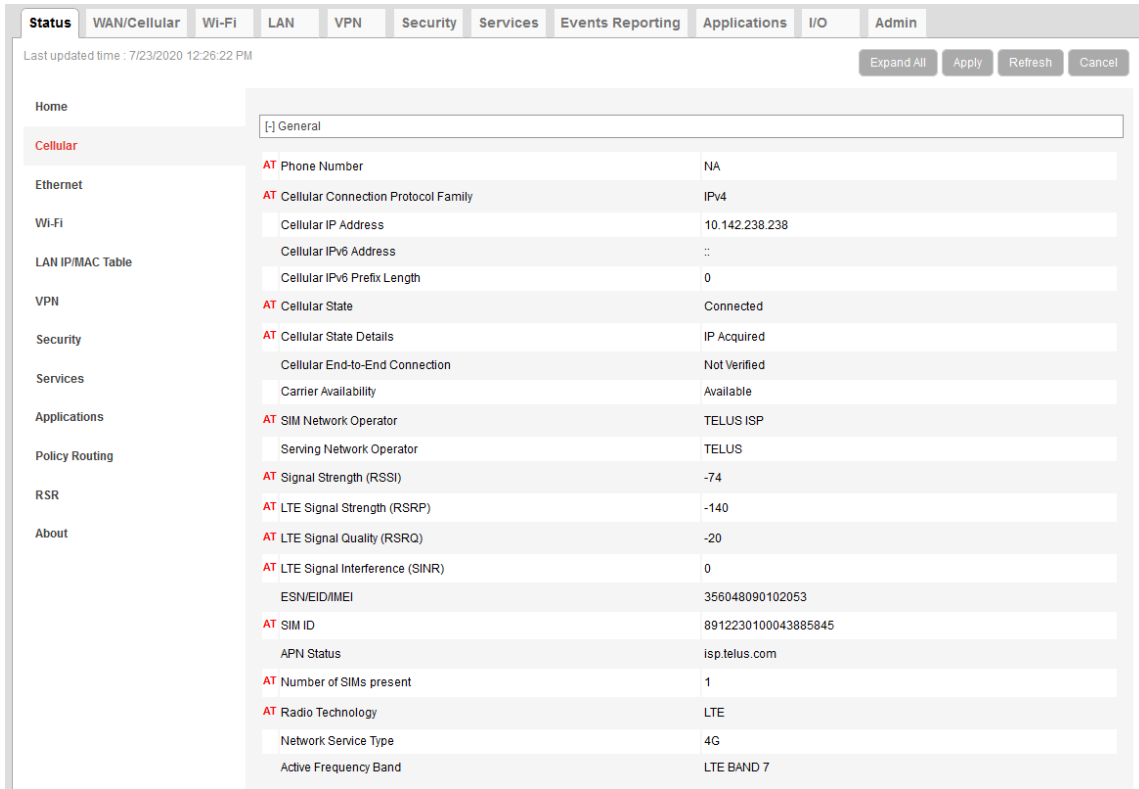 Status WAN/Cellular Wi-Fi LAN VPN Security Services Events Reporting Applications I/O Admin
Last updated time : 7/23/2020 12:26:22 PM
Expand All Apply Refresh Cancel
Home
Cellular
Ethernet
Wi-Fi
LAN IP/MAC Table
VPN
Security
Services
Applications
Policy Routing
RSR
About
[-] General
AT Phone Number NA
AT Cellular Connection Protocol Family IPv4
Cellular IP Address 10.142.238.238
Cellular IPv6 Address ::
Cellular IPv6 Prefix Length 0
AT Cellular State Connected
AT Cellular State Details IP Acquired
Cellular End-to-End Connection Not Verified
Carrier Availability Available
AT SIM Network Operator TELUS ISP
Serving Network Operator TELUS
AT Signal Strength (RSSI) -74
AT LTE Signal Strength (RSRP) -140
AT LTE Signal Quality (RSRQ) -20
AT LTE Signal Interference (SINR) 0
ESN/EID/IMEI 356048090102053
AT SIM ID 8912230100043885845
APN Status isp.telus.com
AT Number of SIMs present 1
AT Radio Technology LTE
Network Service Type 4G
Active Frequency Band LTE BAND 7